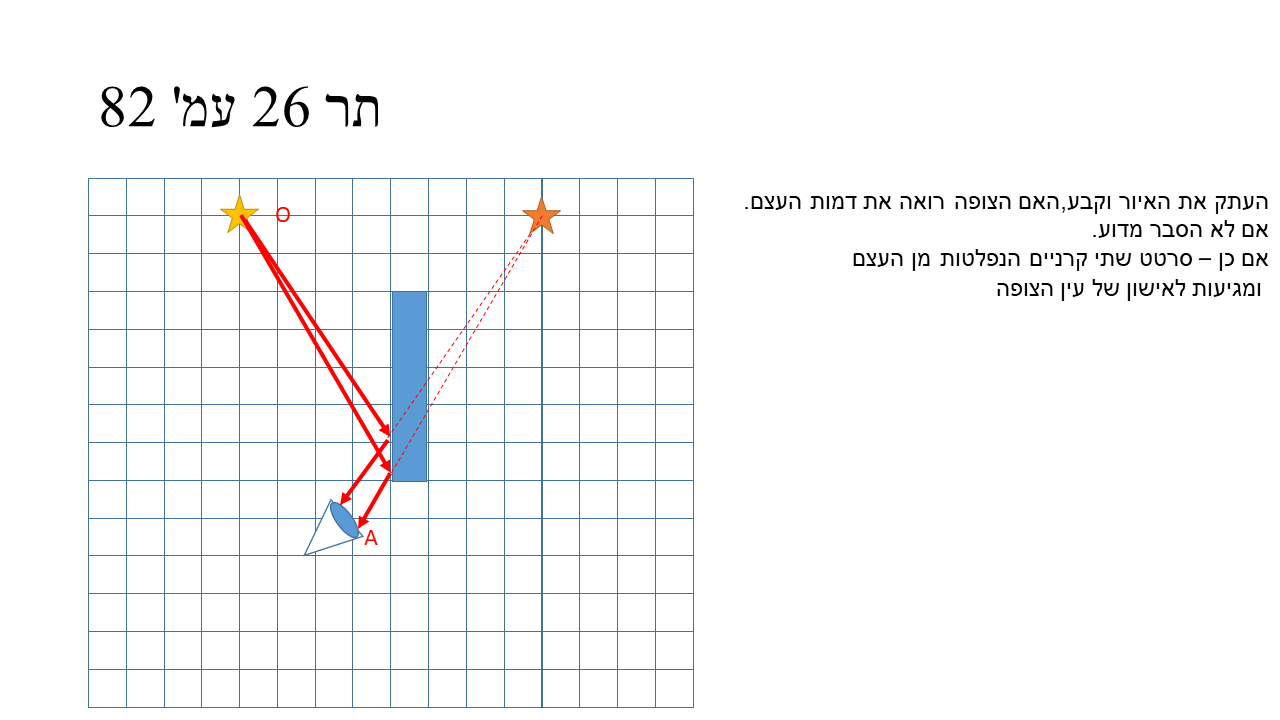 תר 26 עמ' 82
העתק את האיור וקבע,האם הצופה רואה את דמות העצם.
אם לא הסבר מדוע.
אם כן – סרטט שתי קרניים הנפלטות מן העצם
ומגיעות לאישון של עין הצופה
O
A